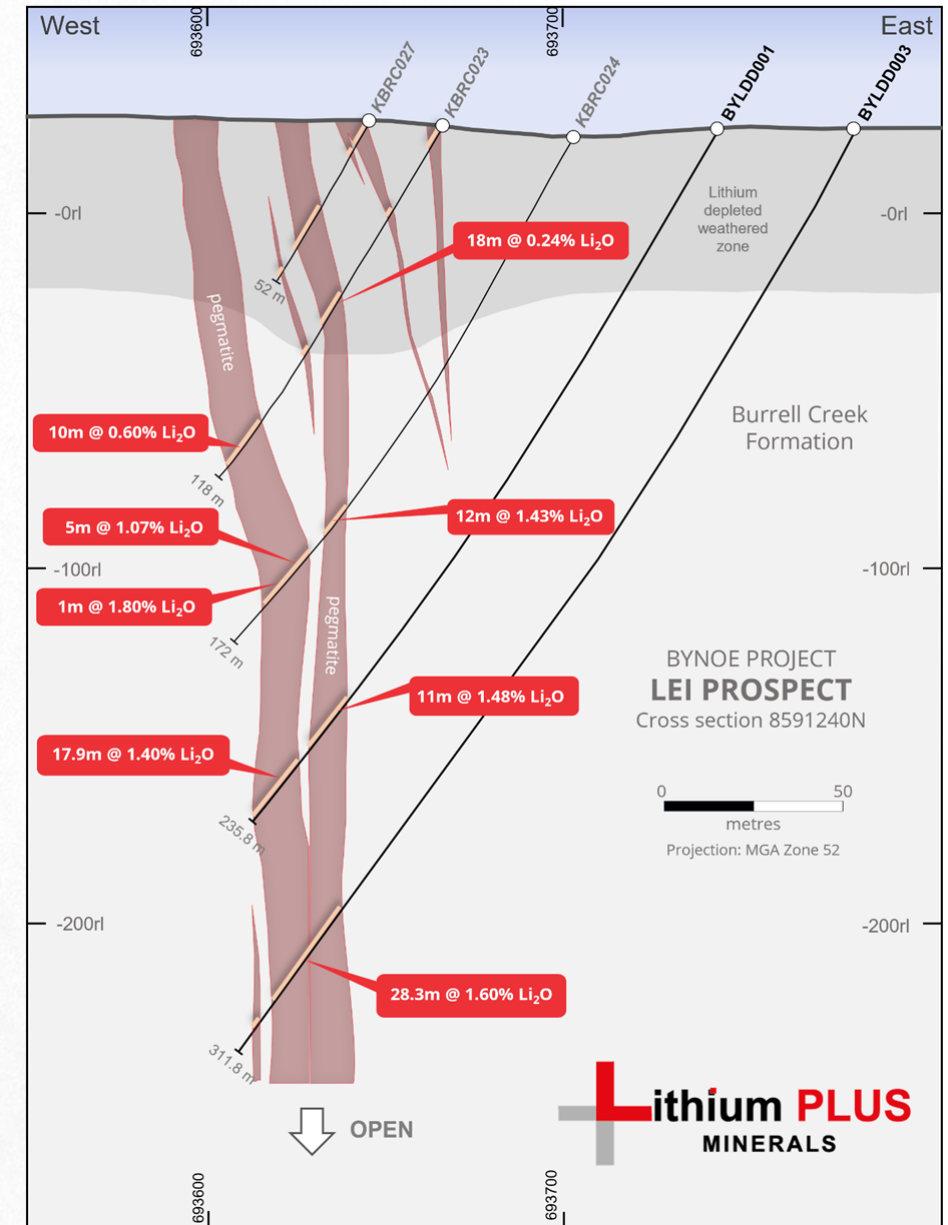 West
693600
693700
East
KBRC027
KBRC023
KBRC024
BYLDD001
BYLDD003
-0rl
-0rl
Lithium
depleted
weathered
zone
18m @ 0.24% Li₂O
52 m
pegmatite
Burrell Creek
Formation
10m @ 0.60% Li₂O
118 m
12m @ 1.43% Li₂O
5m @ 1.07% Li₂O
-100rl
-100rl
1m @ 1.80% Li₂O
pegmatite
172 m
BYNOE PROJECT
LEI PROSPECT
Cross section 8591240N
11m @ 1.48% Li₂O
17.9m @ 1.40% Li₂O
0 50
metres
Projection: MGA Zone 52
235.8 m
-200rl
-200rl
28.3m @ 1.60% Li₂O
311.8 m
OPEN
Lithium PLUS
MINERALS
693600
693700